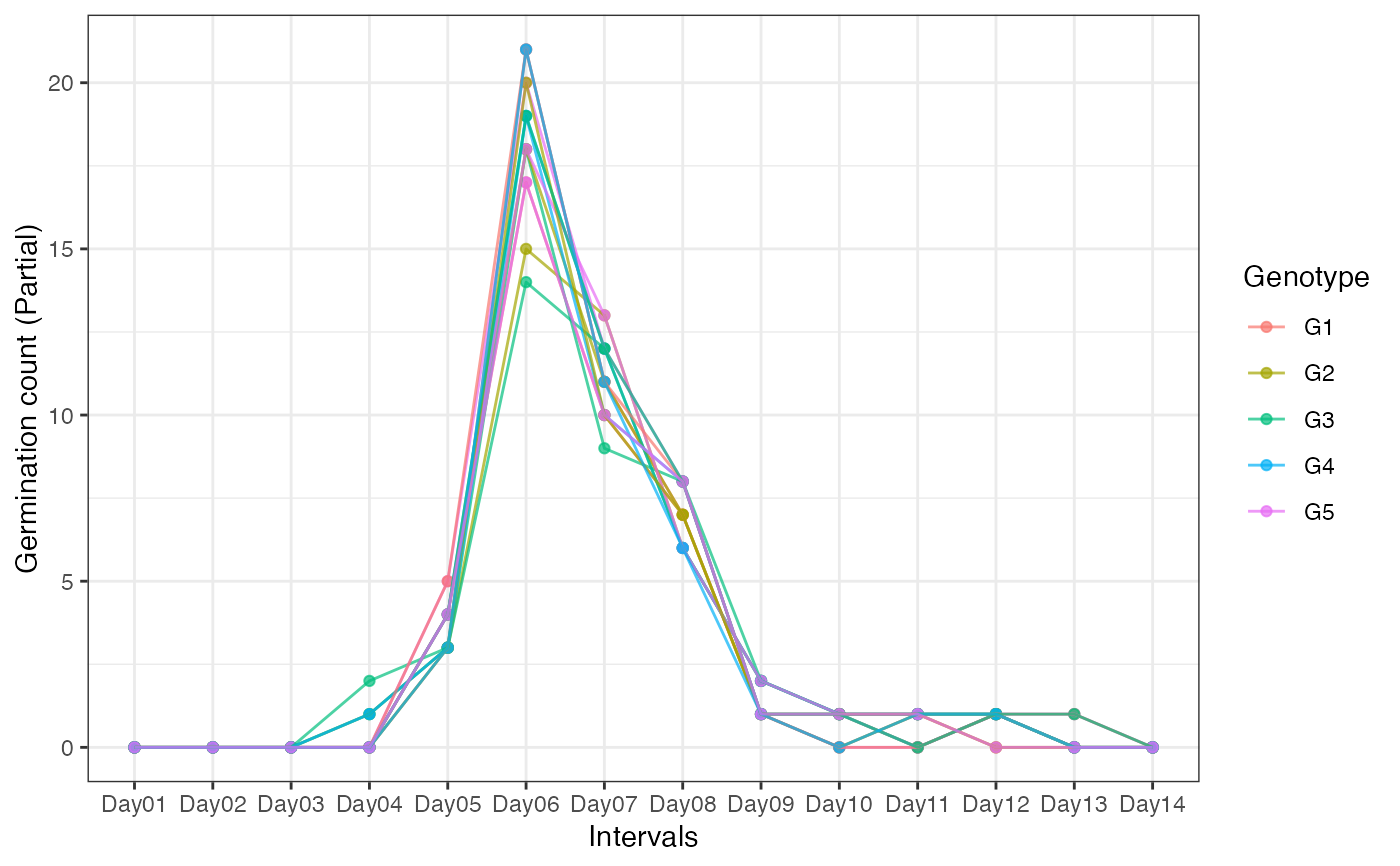 Germination count (Partial)
20
15
10
5
0
Day01 Day02 Day03 Day04 Day05 Day06 Day07 Day08 Day09 Day10 Day11 Day12 Day13 Day14
Intervals
Genotype
G1
G2
G3
G4
G5